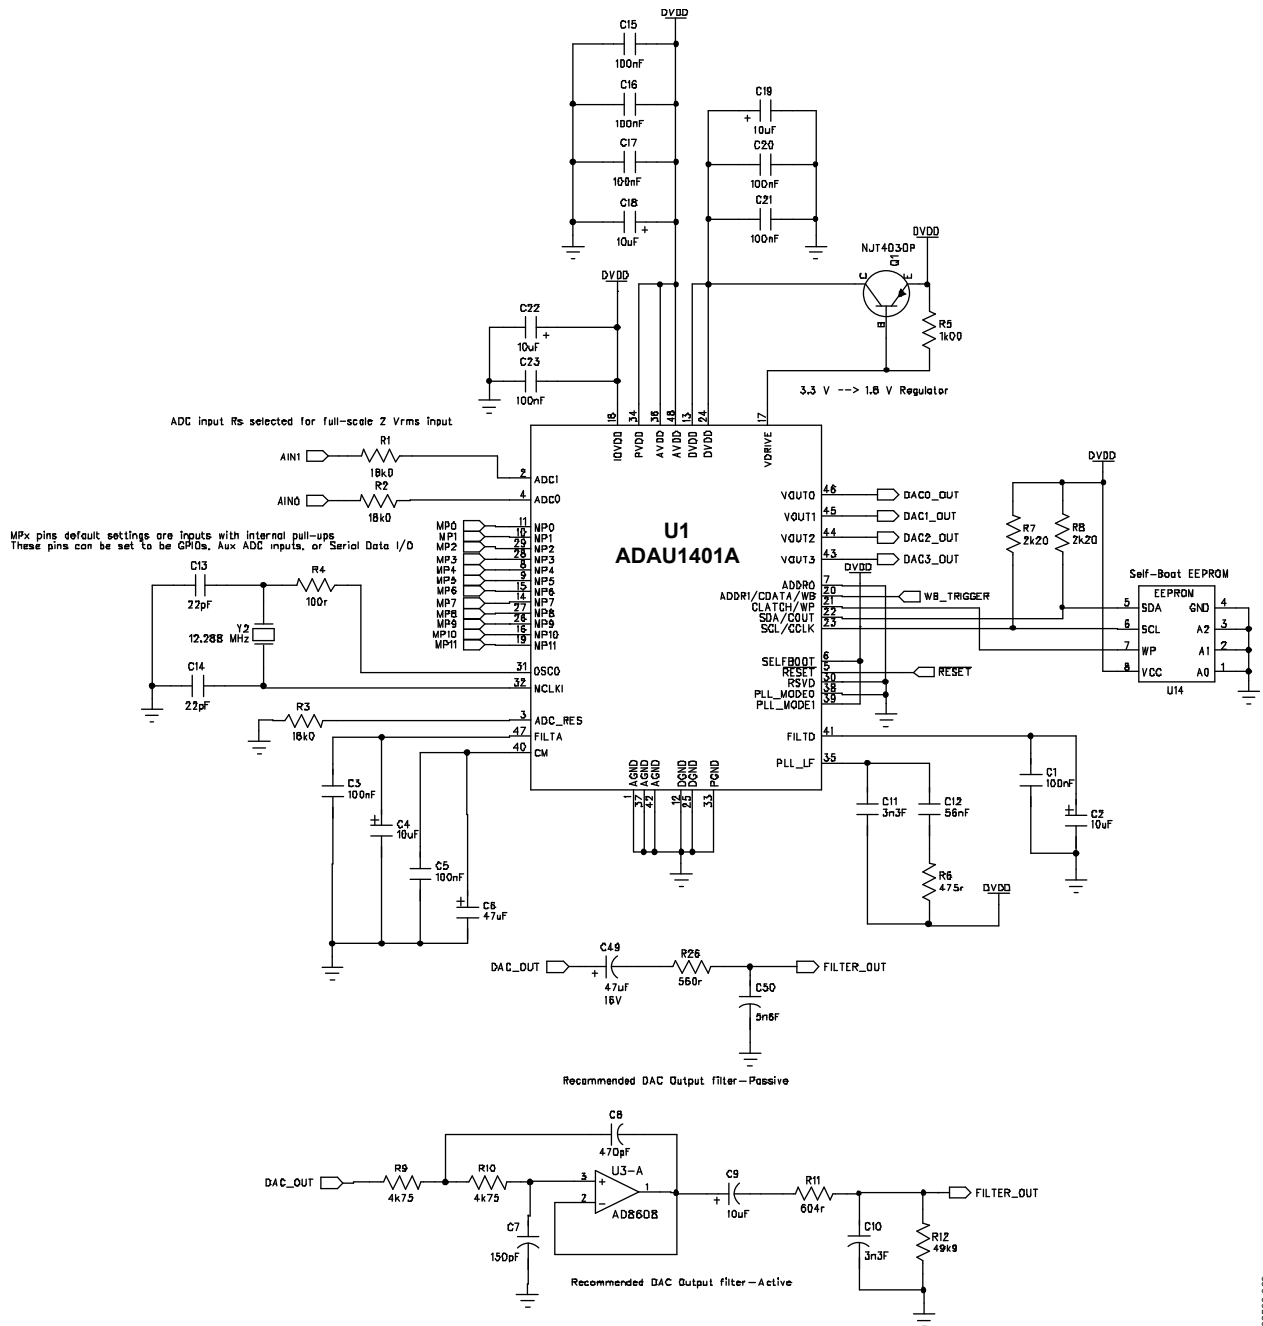 DVDD
C15
100nF
C16
100nF
C17
100nF
C18
10uF +
C19
+ 10uF
C20
100nF
C21
100nF
NJT4030P
Q1
C
E
B
DVDD
R5
1k00
3.3 V --> 1.8 V Regulator
DVDD
C22
10uF +
C23
100nF
ADC input Rs selected for full-scale 2 Vrms input
AIN1
R1
18k0
AIN0
R2
18k0
MPx pins default settings are inputs with internal pull-ups
These pins can be set to be GPIOs, Aux ADC inputs, or Serial Data I/O
C13
22pF
R4
100r
Y2
12.288 MHz
C14
22pF
R3
18k0
MP0
MP1
MP2
MP3
MP4
MP5
MP6
MP7
MP8
MP9
MP10
MP11
U1
ADAU1401A
18 IOVDD
34 PVDD
36 AVDD
48 AVDD
13 DVDD
24 DVDD
17 VDRIVE
2 ADC1
4 ADC0
11 MP0
10 MP1
29 MP2
28 MP3
8 MP4
9 MP5
15 MP6
14 MP7
27 MP8
26 MP9
16 MP10
19 MP11
31 OSCO
32 MCLKI
3 ADC_RES
47 FILTA
40 CM
VOUT0 46
VOUT1 45
VOUT2 44
VOUT3 43
ADDR0 7
ADDR1/CDATA/WB 20
CLATCH/WP 21
SDA/COUT 22
SCL/CCLK 23
SELFBOOT 6
RESET 5
RSVD 30
PLL_MODE0 38
PLL_MODE1 39
FILTD 41
PLL_LF 35
AGND 1
AGND 37
AGND 42
DGND 12
DGND 25
PGND 33
DAC0_OUT
DAC1_OUT
DAC2_OUT
DAC3_OUT
DVDD
WB_TRIGGER
RESET
DVDD
R7
2k20
R8
2k20
Self-Boot EEPROM
EEPROM
5 SDA GND 4
6 SCL A2 3
7 WP A1 2
8 VCC A0 1
U14
C3
100nF
+ C4
10uF
C5
100nF
+ C6
47uF
C11
3n3F
C12
56nF
R6
475r
DVDD
C1
100nF
+ C2
10uF
DAC_OUT
C49
+ 47uF
16V
R26
560r
FILTER_OUT
C50
5n6F
Recommended DAC Output filter-Passive
DAC_OUT
R9
4k75
R10
4k75
C8
470pF
U3-A
3 +
2 -
1
AD8608
C7
150pF
C9
+ 10uF
R11
604r
FILTER_OUT
C10
3n3F
R12
49k9
Recommended DAC Output filter-Active